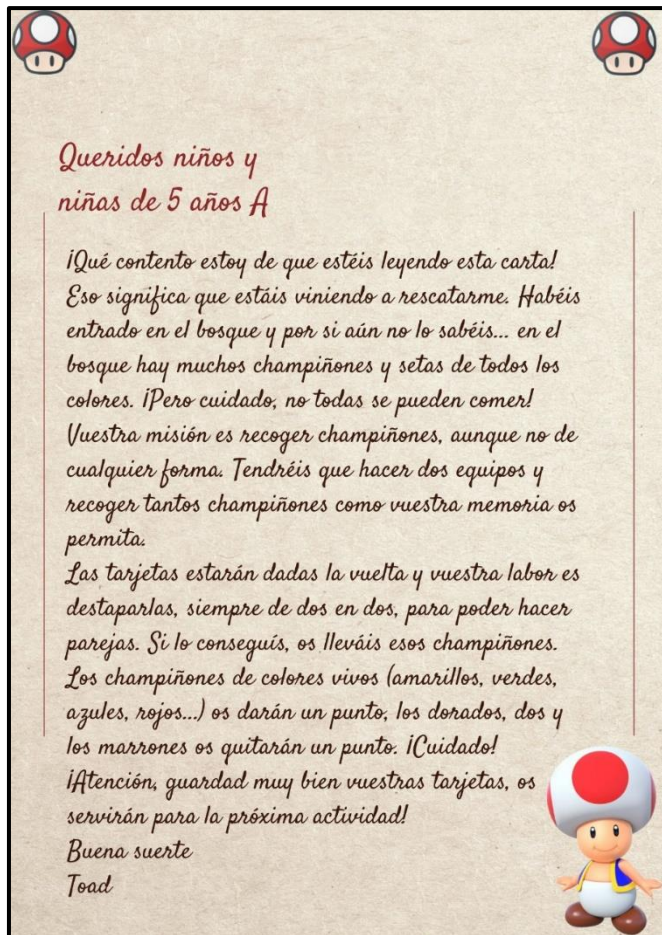 Queridos niños y
niñas de 5 años A
¡Qué contento estoy de que estéis leyendo esta carta!
Eso significa que estáis viniendo a rescatarme. Habéis
entrado en el bosque y por si aún no lo sabéis... en el
bosque hay muchos champiñones y setas de todos los
colores. ¡Pero cuidado, no todas se pueden comer!
Vuestra misión es recoger champiñones, aunque no de
cualquier forma. Tendréis que hacer dos equipos y
recoger tantos champiñones como vuestra memoria os
permita.
Las tarjetas estarán dadas la vuelta y vuestra labor es
destaparlas, siempre de dos en dos, para poder hacer
parejas. Si lo conseguís, os lleváis esos champiñones.
Los champiñones de colores vivos (amarillos, verdes,
azules, rojos...) os darán un punto, los dorados, dos y
los marrones os quitarán un punto. ¡Cuidado!
¡Atención, guardad muy bien vuestras tarjetas, os
servirán para la próxima actividad!
Buena suerte
Toad